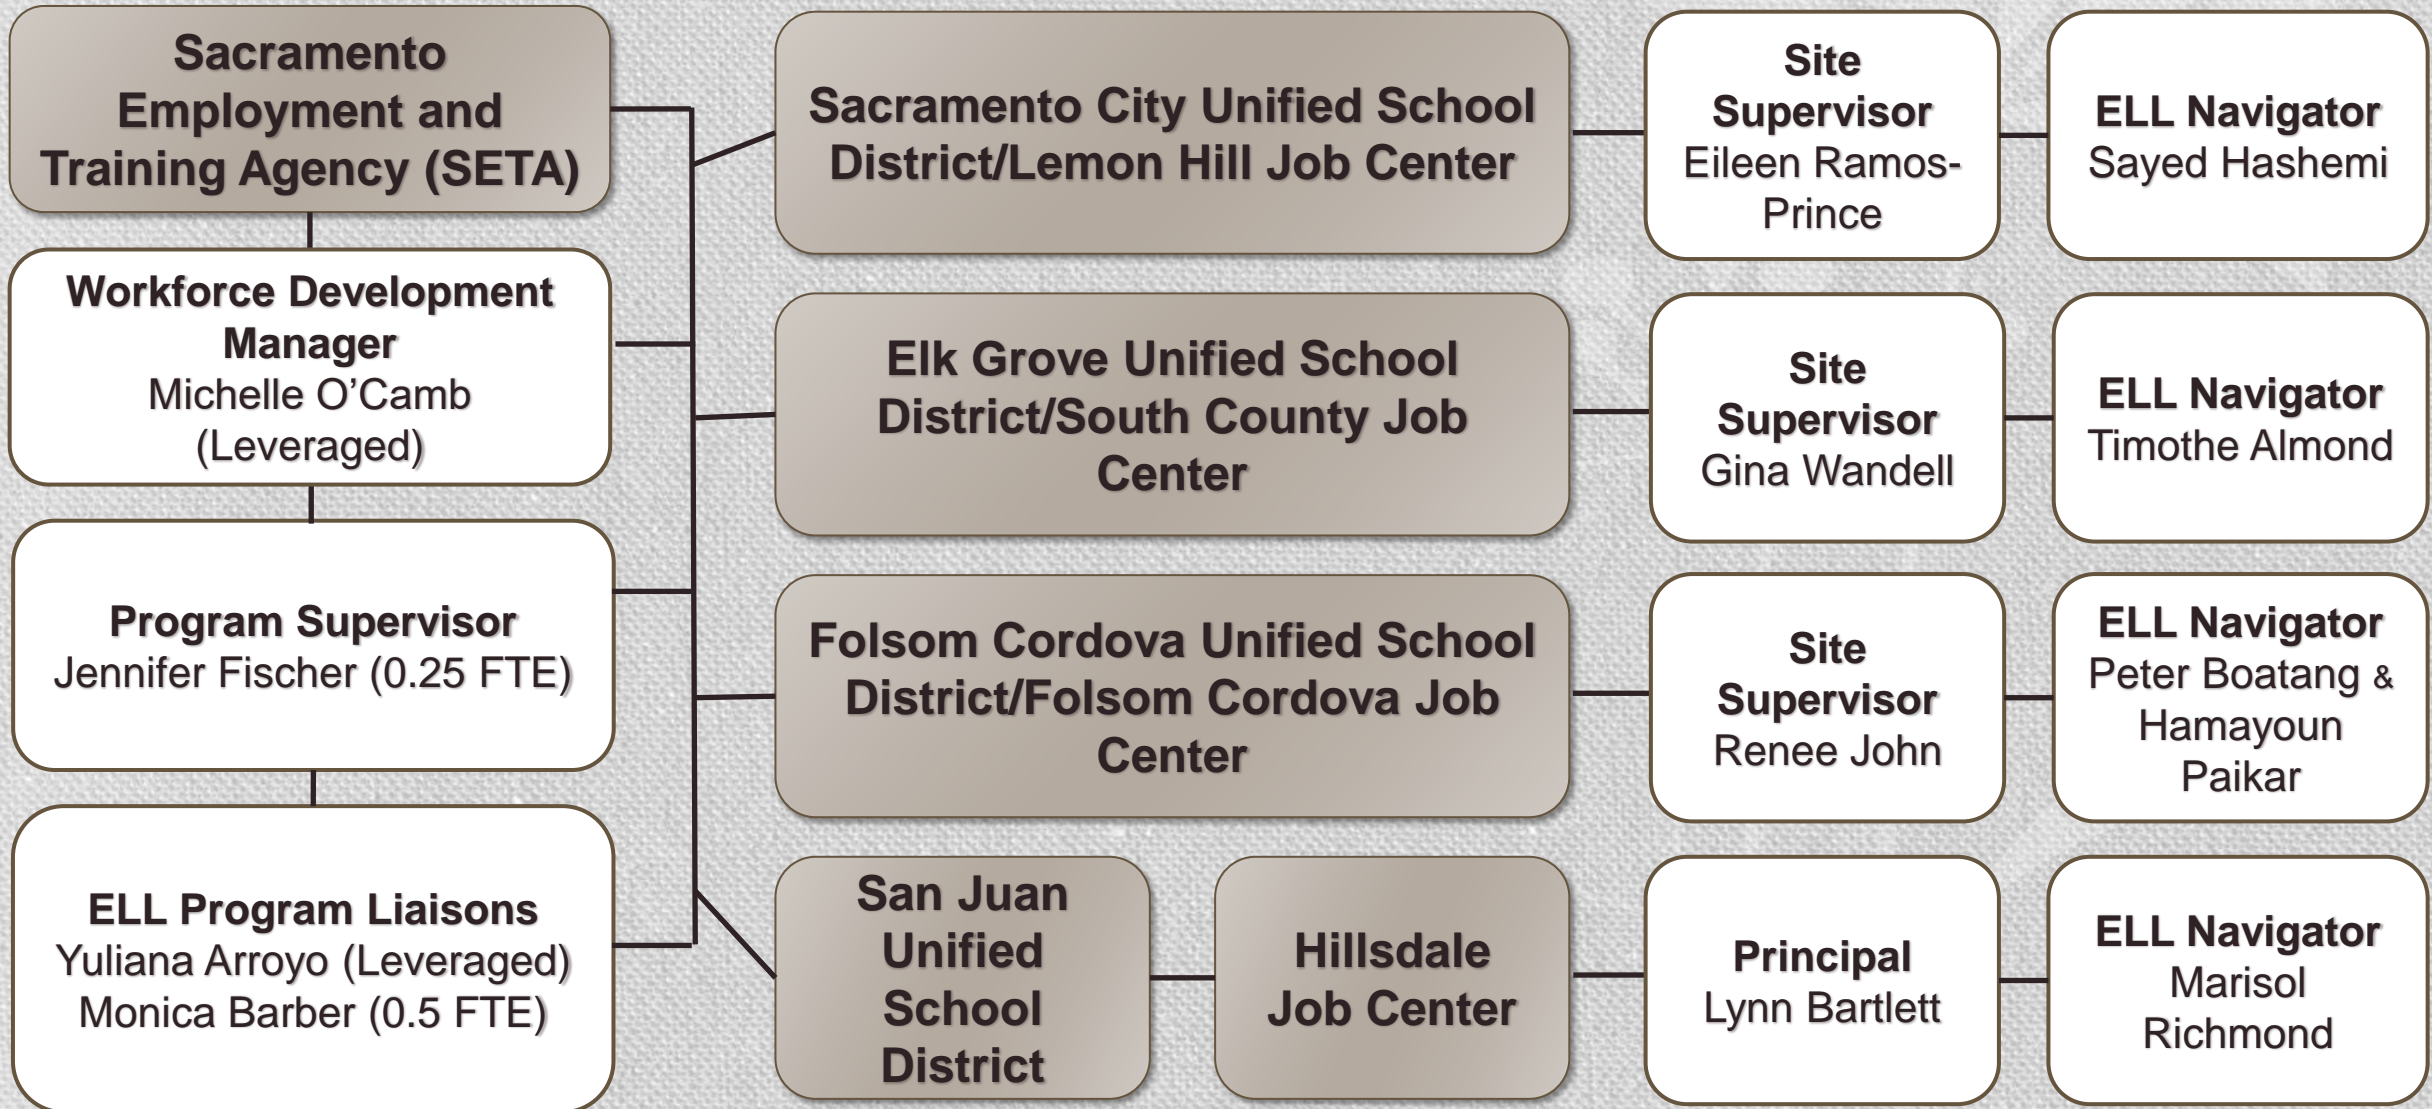 Sacramento
Employment and
Training Agency (SETA)
Workforce Development
Manager
Michelle O’Camb
(Leveraged)
Program Supervisor
Jennifer Fischer (0.25 FTE)
ELL Program Liaisons
Yuliana Arroyo (Leveraged)
Monica Barber (0.5 FTE)
Sacramento City Unified School
District/Lemon Hill Job Center
Site
Supervisor
Eileen Ramos-
Prince
ELL Navigator
Sayed Hashemi
Elk Grove Unified School
District/South County Job
Center
Site
Supervisor
Gina Wandell
ELL Navigator
Timothe Almond
Folsom Cordova Unified School
District/Folsom Cordova Job
Center
Site
Supervisor
Renee John
ELL Navigator
Peter Boatang &
Hamayoun
Paikar
San Juan
Unified
School
District
Hillsdale
Job Center
Principal
Lynn Bartlett
ELL Navigator
Marisol
Richmond